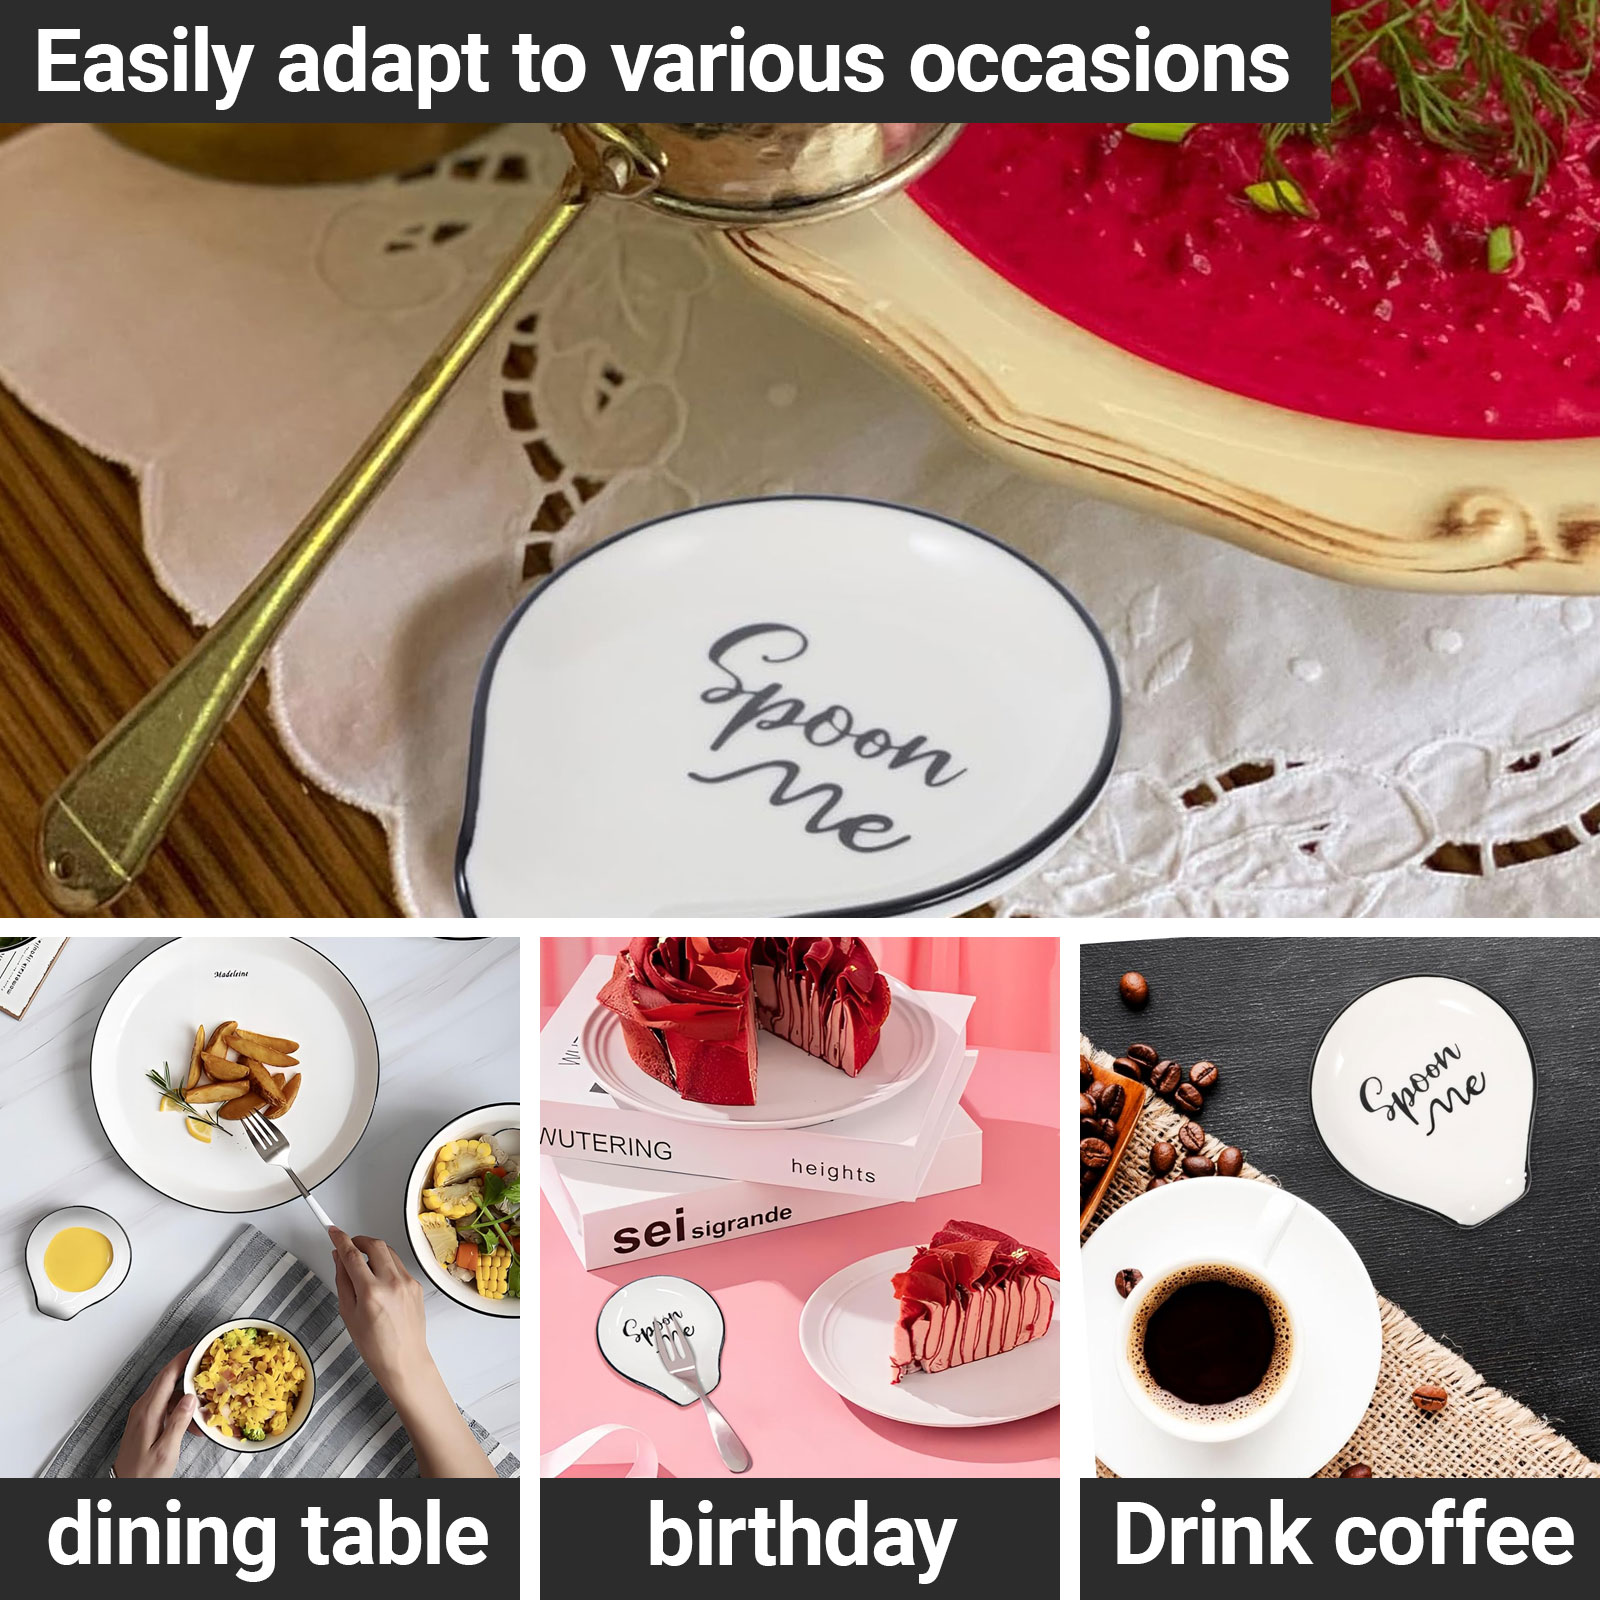 Easily adapt to various occasions
Spoon
Me
Madeleine
WUTERING
heights
sei sigrande
Spoon
Me
Spoon
Me
dining table
birthday
Drink coffee